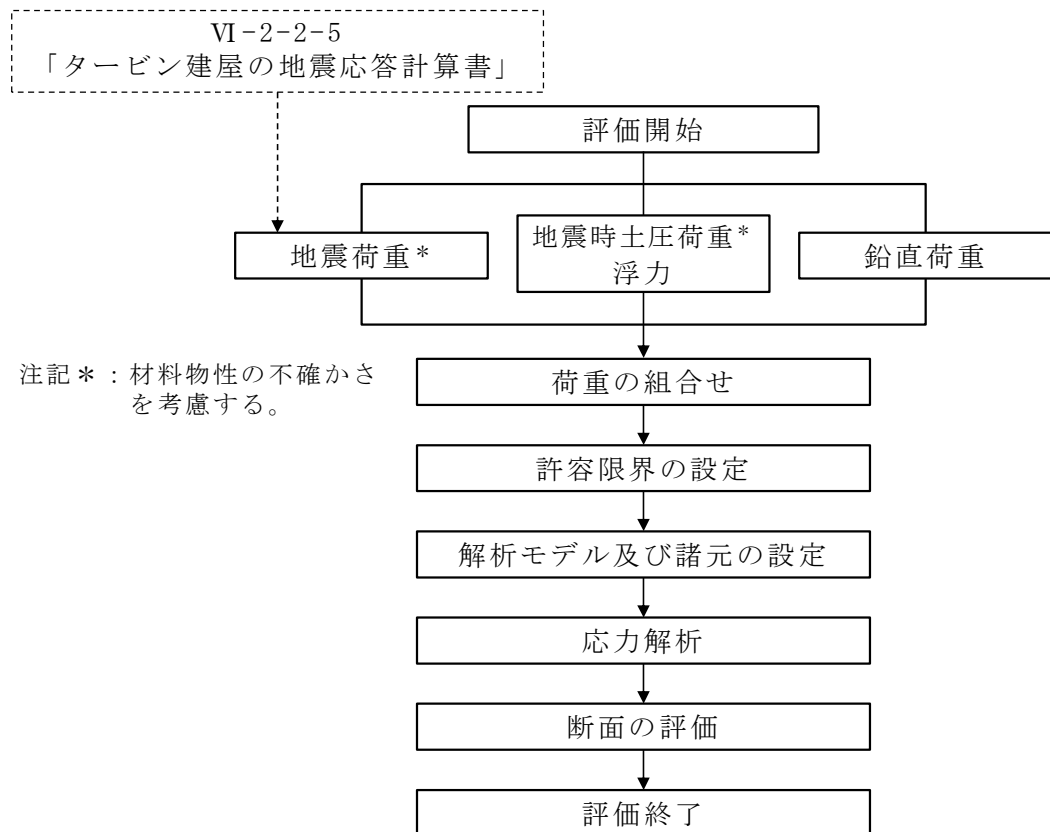 Ⅵ-2-2-5
「タービン建屋の地震応答計算書」
評価開始
地震荷重*
地震時土圧荷重*
浮力
鉛直荷重
注記*:材料物性の不確かさ
を考慮する。
荷重の組合せ
許容限界の設定
解析モデル及び諸元の設定
応力解析
断面の評価
評価終了